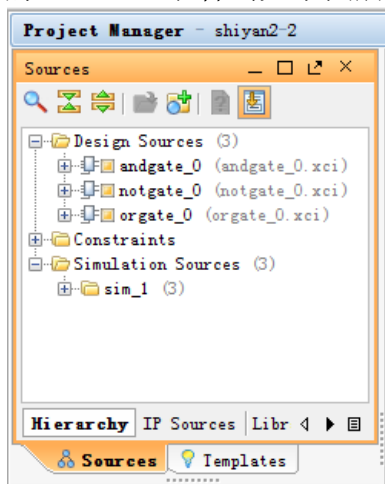 Project Manager - shiyan2-2
Sources
Design Sources (3)
andgate_0 (andgate_0.xci)
notgate_0 (notgate_0.xci)
orgate_0 (orgate_0.xci)
Constraints
Simulation Sources (3)
sim_1 (3)
Hierarchy IP Sources Libr
Sources Templates